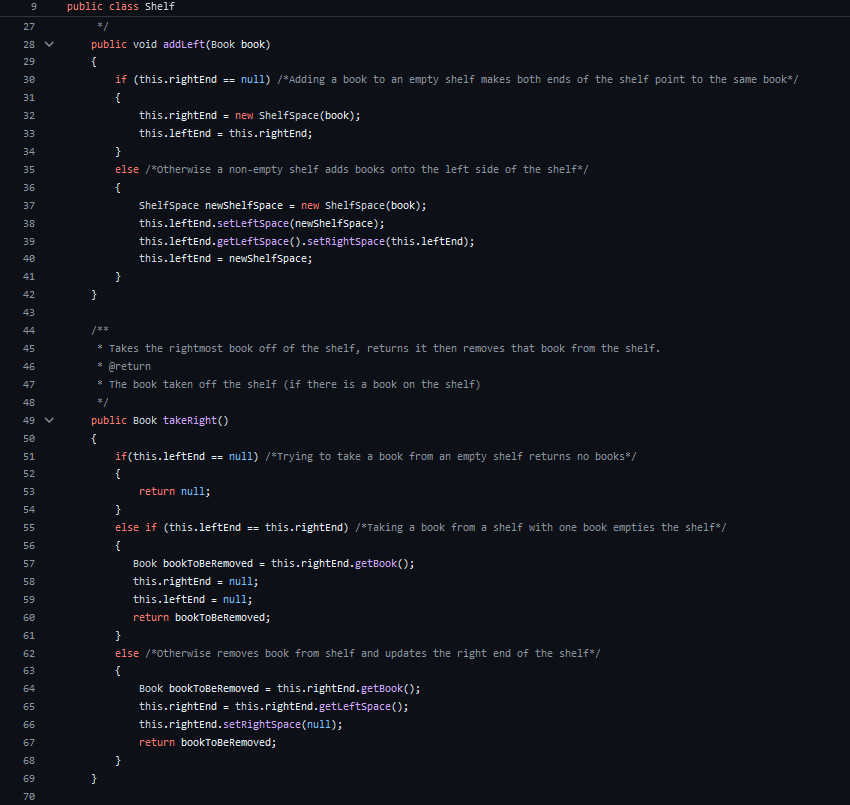 9 public class Shelf
27 */
28 public void addLeft(Book book)
29 {
30 if (this.rightEnd == null) /*Adding a book to an empty shelf makes both ends of the shelf point to the same book*/
31 {
32 this.rightEnd = new ShelfSpace(book);
33 this.leftEnd = this.rightEnd;
34 }
35 else /*Otherwise a non-empty shelf adds books onto the left side of the shelf*/
36 {
37 ShelfSpace newShelfSpace = new ShelfSpace(book);
38 this.leftEnd.setLeftSpace(newShelfSpace);
39 this.leftEnd.getLeftSpace().setRightSpace(this.leftEnd);
40 this.leftEnd = newShelfSpace;
41 }
42 }
43
44 /**
45 * Takes the rightmost book off of the shelf, returns it then removes that book from the shelf.
46 * @return
47 * The book taken off the shelf (if there is a book on the shelf)
48 */
49 public Book takeRight()
50 {
51 if(this.leftEnd == null) /*Trying to take a book from an empty shelf returns no books*/
52 {
53 return null;
54 }
55 else if (this.leftEnd == this.rightEnd) /*Taking a book from a shelf with one book empties the shelf*/
56 {
57 Book bookToBeRemoved = this.rightEnd.getBook();
58 this.rightEnd = null;
59 this.leftEnd = null;
60 return bookToBeRemoved;
61 }
62 else /*Otherwise removes book from shelf and updates the right end of the shelf*/
63 {
64 Book bookToBeRemoved = this.rightEnd.getBook();
65 this.rightEnd = this.rightEnd.getLeftSpace();
66 this.rightEnd.setRightSpace(null);
67 return bookToBeRemoved;
68 }
69 }
70